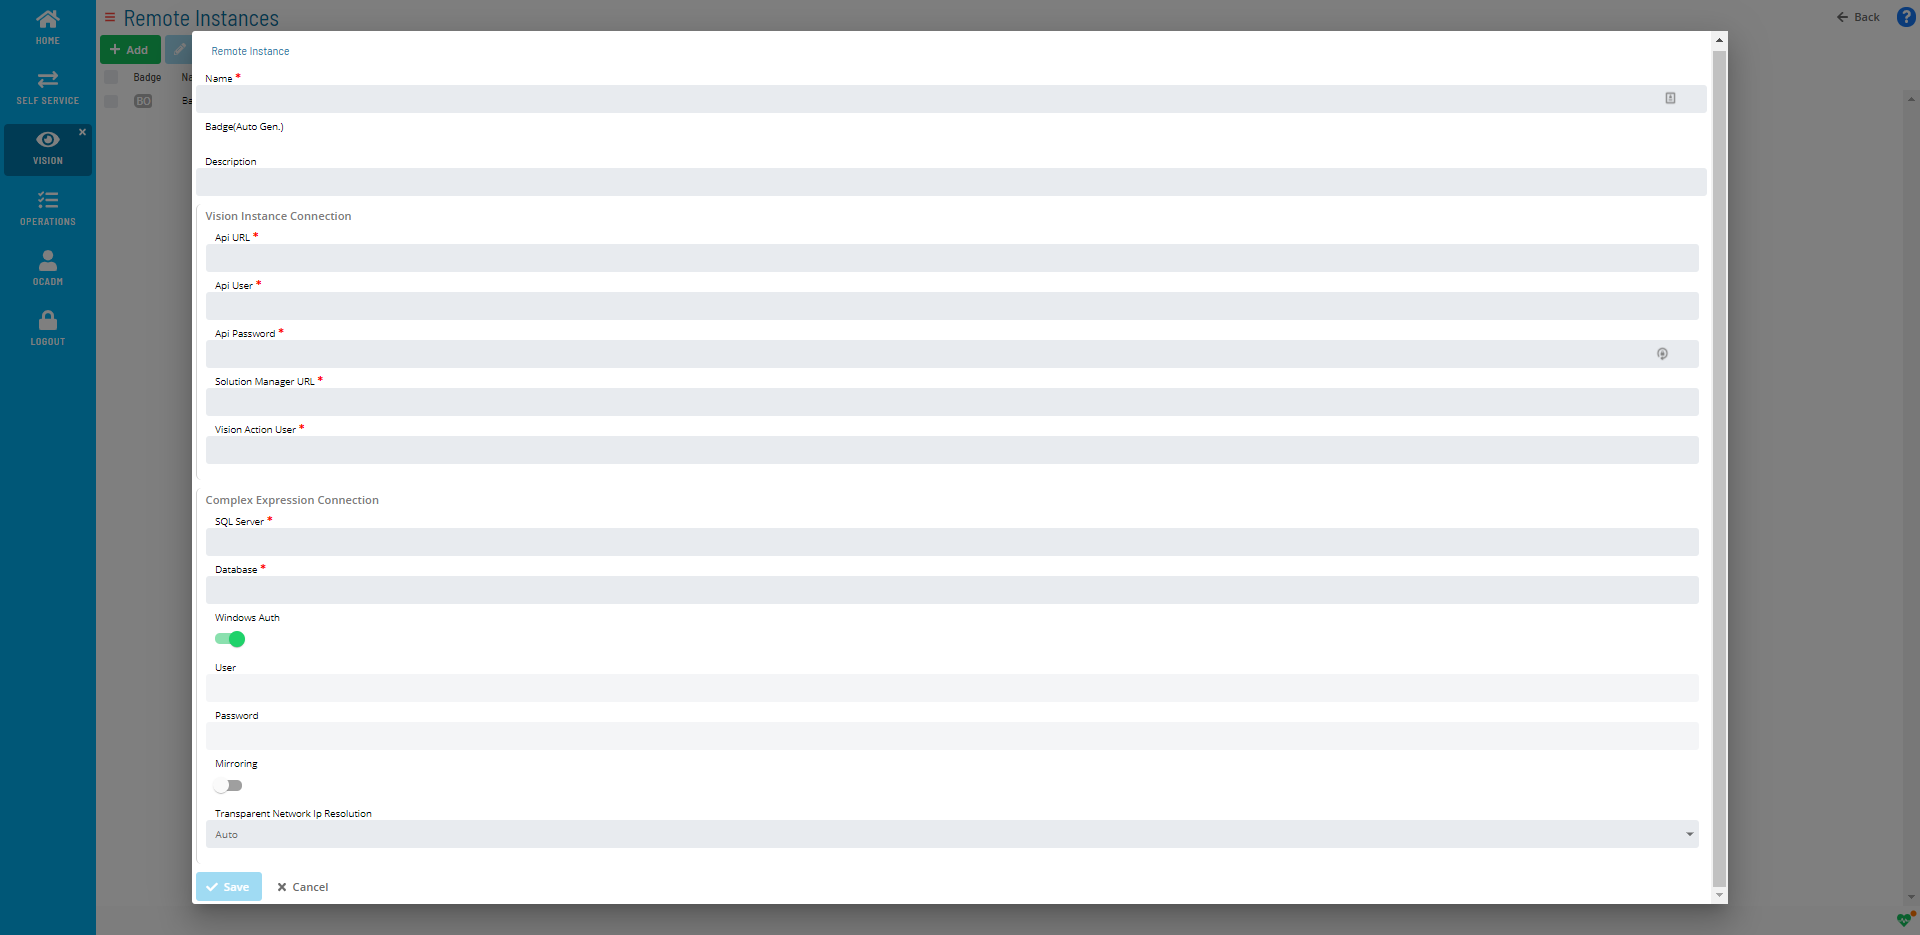 HOME
SELF SERVICE
VISION
OPERATIONS
OCADM
LOGOUT
Remote Instances
Back
?
Add
Badge Na
BO Ba
Remote Instance
Name *
Badge(Auto Gen.)
Description
Vision Instance Connection
Api URL *
Api User *
Api Password *
Solution Manager URL *
Vision Action User *
Complex Expression Connection
SQL Server *
Database *
Windows Auth
User
Password
Mirroring
Transparent Network Ip Resolution
Auto
Save Cancel